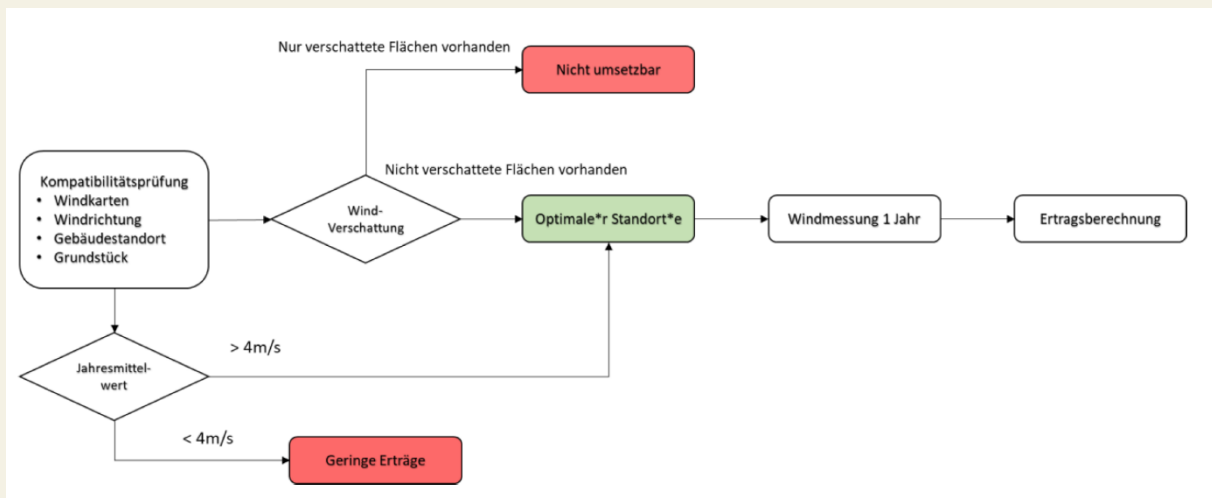 Nur verschattete Flächen vorhanden
Nicht umsetzbar
Nicht verschattete Flächen vorhanden
Kompatibilitätsprüfung
• Windkarten
• Windrichtung
• Gebäudestandort
• Grundstück
Wind-
Verschattung
Optimale*r Standort*e
Windmessung 1 Jahr
Ertragsberechnung
> 4m/s
Jahresmittel-
wert
< 4m/s
Geringe Erträge